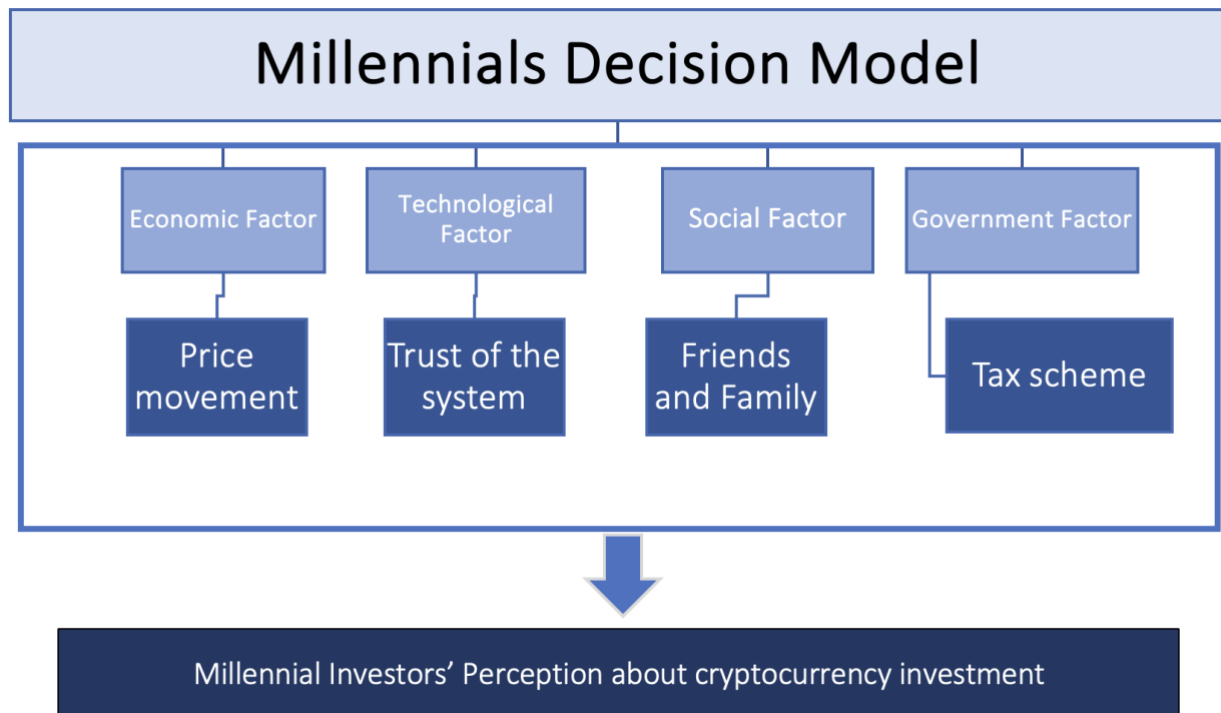 Millennials Decision Model
Economic Factor
Technological
Factor
Social Factor
Government Factor
Price
movement
Trust of the
system
Friends
and Family
Tax scheme
Millennial Investors’ Perception about cryptocurrency investment